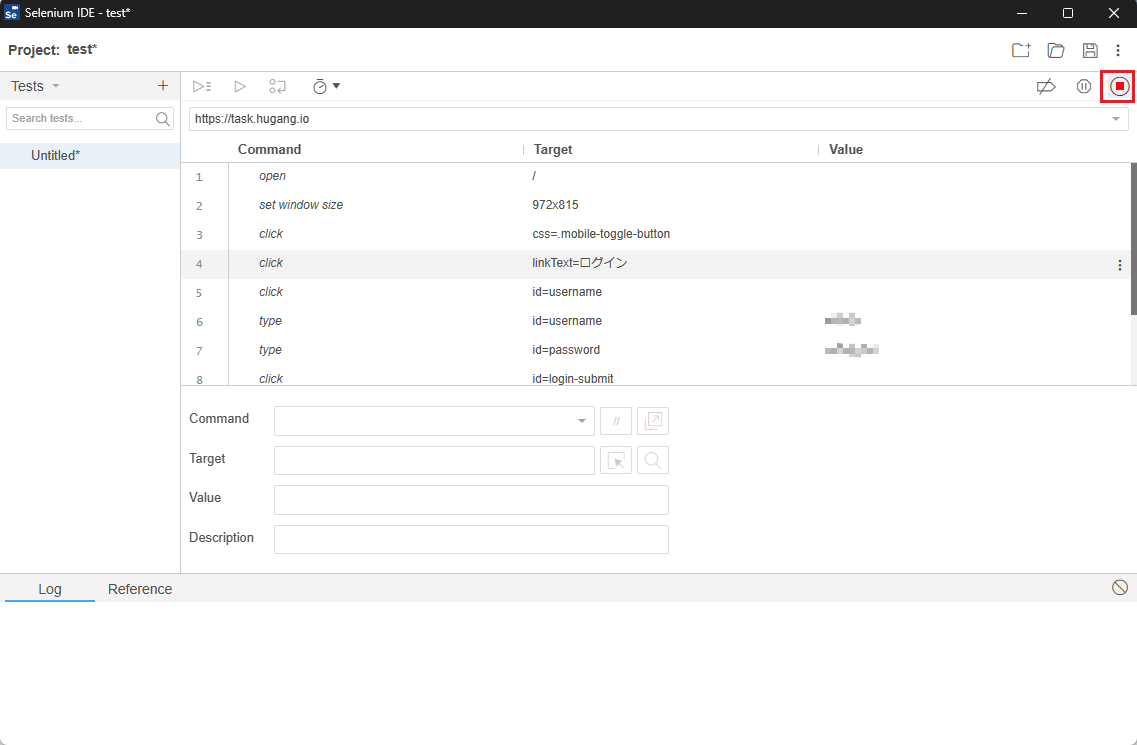 Se Selenium IDE - test*
Project: test*
Tests
Search tests...
https://task.hugang.io
Untitled*
Command Target Value
1 open /
2 set window size 972x815
3 click css=.mobile-toggle-button
4 click linkText=ログイン
5 click id=username
6 type id=username
7 type id=password
8 click id=login-submit
Command //
Target
Value
Description
Log Reference